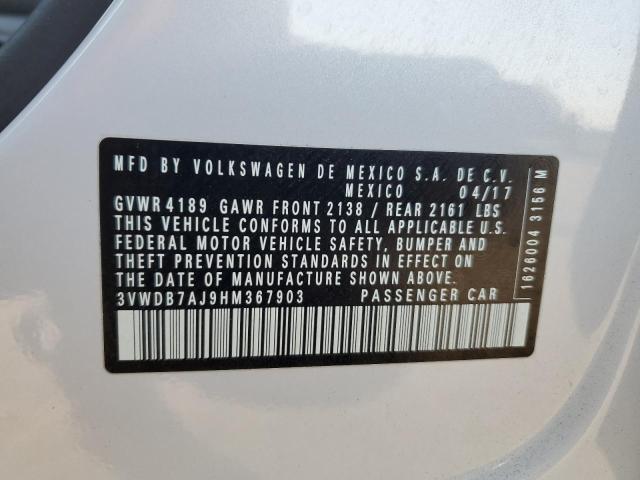 MFD BY VOLKSWAGEN DE MEXICO S.A. DE C.V.
MEXICO 04/17
GVWR 4189 GAWR FRONT 2138 / REAR 2161 LBS
THIS VEHICLE CONFORMS TO ALL APPLICABLE U.S.
FEDERAL MOTOR VEHICLE SAFETY, BUMPER AND
THEFT PREVENTION STANDARDS IN EFFECT ON
THE DATE OF MANUFACTURE SHOWN ABOVE.
3VWDB7AJ9HM367903 PASSENGER CAR
1626004 3156 M